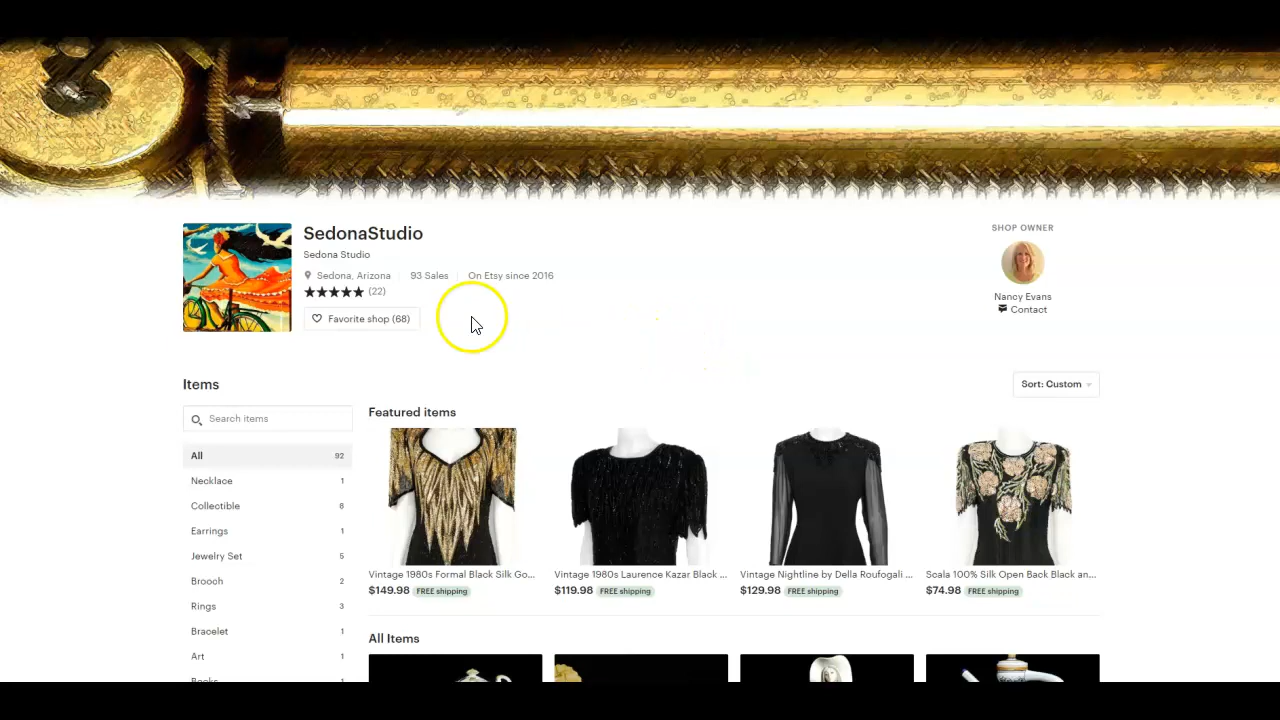 SedonaStudio
Sedona Studio
Sedona, Arizona 93 Sales On Etsy since 2016
(22)
Favorite shop (68)
SHOP OWNER
Nancy Evans
Contact
Items
Sort: Custom
Search items
All 92
Necklace 1
Collectible 8
Earrings 1
Jewelry Set 5
Brooch 2
Rings 3
Bracelet 1
Art 1
Books 1
Featured items
Vintage 1980s Formal Black Silk Go...
$149.98 FREE shipping
Vintage 1980s Laurence Kazar Black ...
$119.98 FREE shipping
Vintage Nightline by Della Roufogali ...
$129.98 FREE shipping
Scala 100% Silk Open Back Black an...
$74.98 FREE shipping
All Items